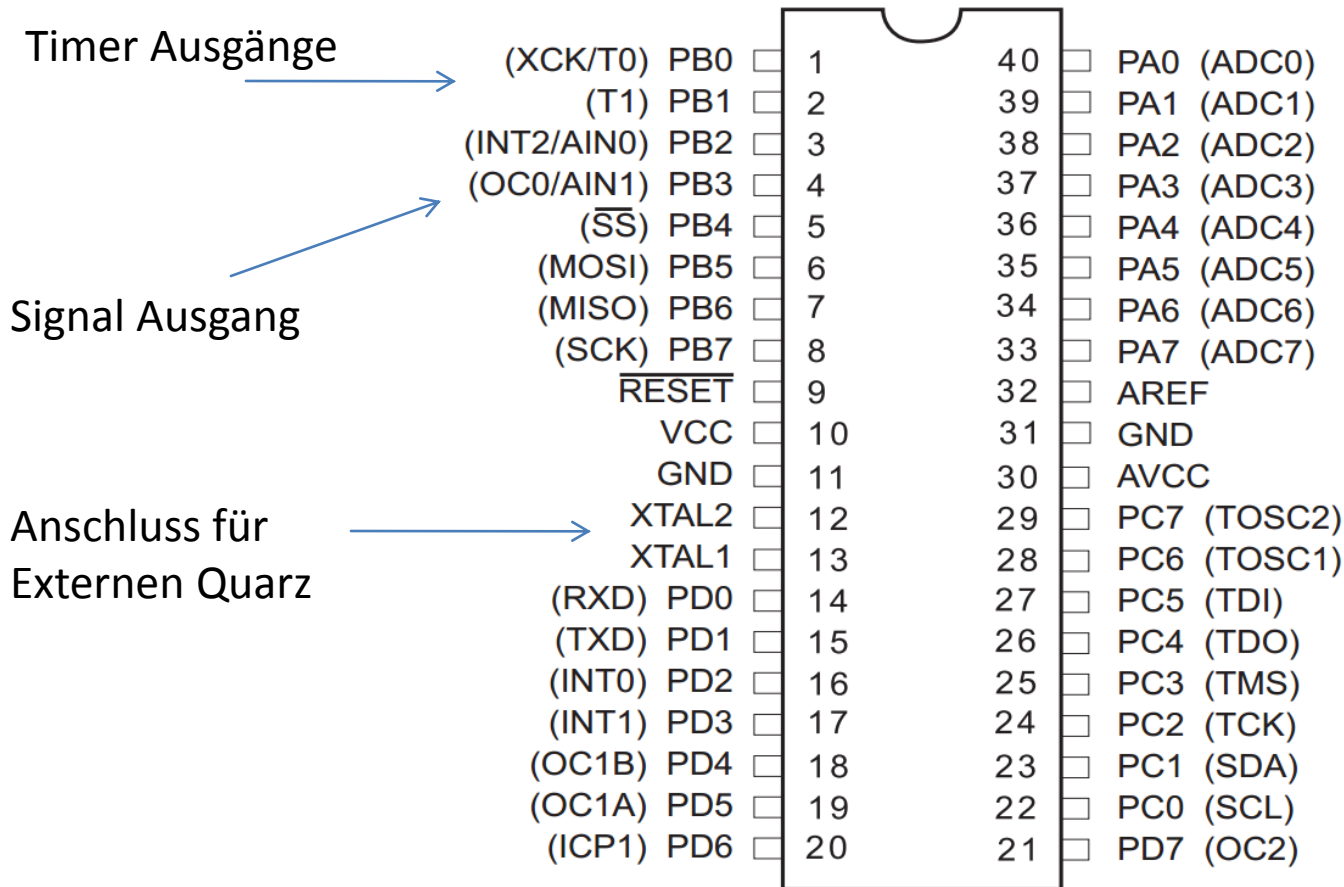 Timer Ausgänge
Signal Ausgang
Anschluss für
Externen Quarz
(XCK/T0) PB0 1 40 PA0 (ADC0)
(T1) PB1 2 39 PA1 (ADC1)
(INT2/AIN0) PB2 3 38 PA2 (ADC2)
(OC0/AIN1) PB3 4 37 PA3 (ADC3)
(S̅S̅) PB4 5 36 PA4 (ADC4)
(MOSI) PB5 6 35 PA5 (ADC5)
(MISO) PB6 7 34 PA6 (ADC6)
(SCK) PB7 8 33 PA7 (ADC7)
R̅E̅S̅E̅T̅ 9 32 AREF
VCC 10 31 GND
GND 11 30 AVCC
XTAL2 12 29 PC7 (TOSC2)
XTAL1 13 28 PC6 (TOSC1)
(RXD) PD0 14 27 PC5 (TDI)
(TXD) PD1 15 26 PC4 (TDO)
(INT0) PD2 16 25 PC3 (TMS)
(INT1) PD3 17 24 PC2 (TCK)
(OC1B) PD4 18 23 PC1 (SDA)
(OC1A) PD5 19 22 PC0 (SCL)
(ICP1) PD6 20 21 PD7 (OC2)